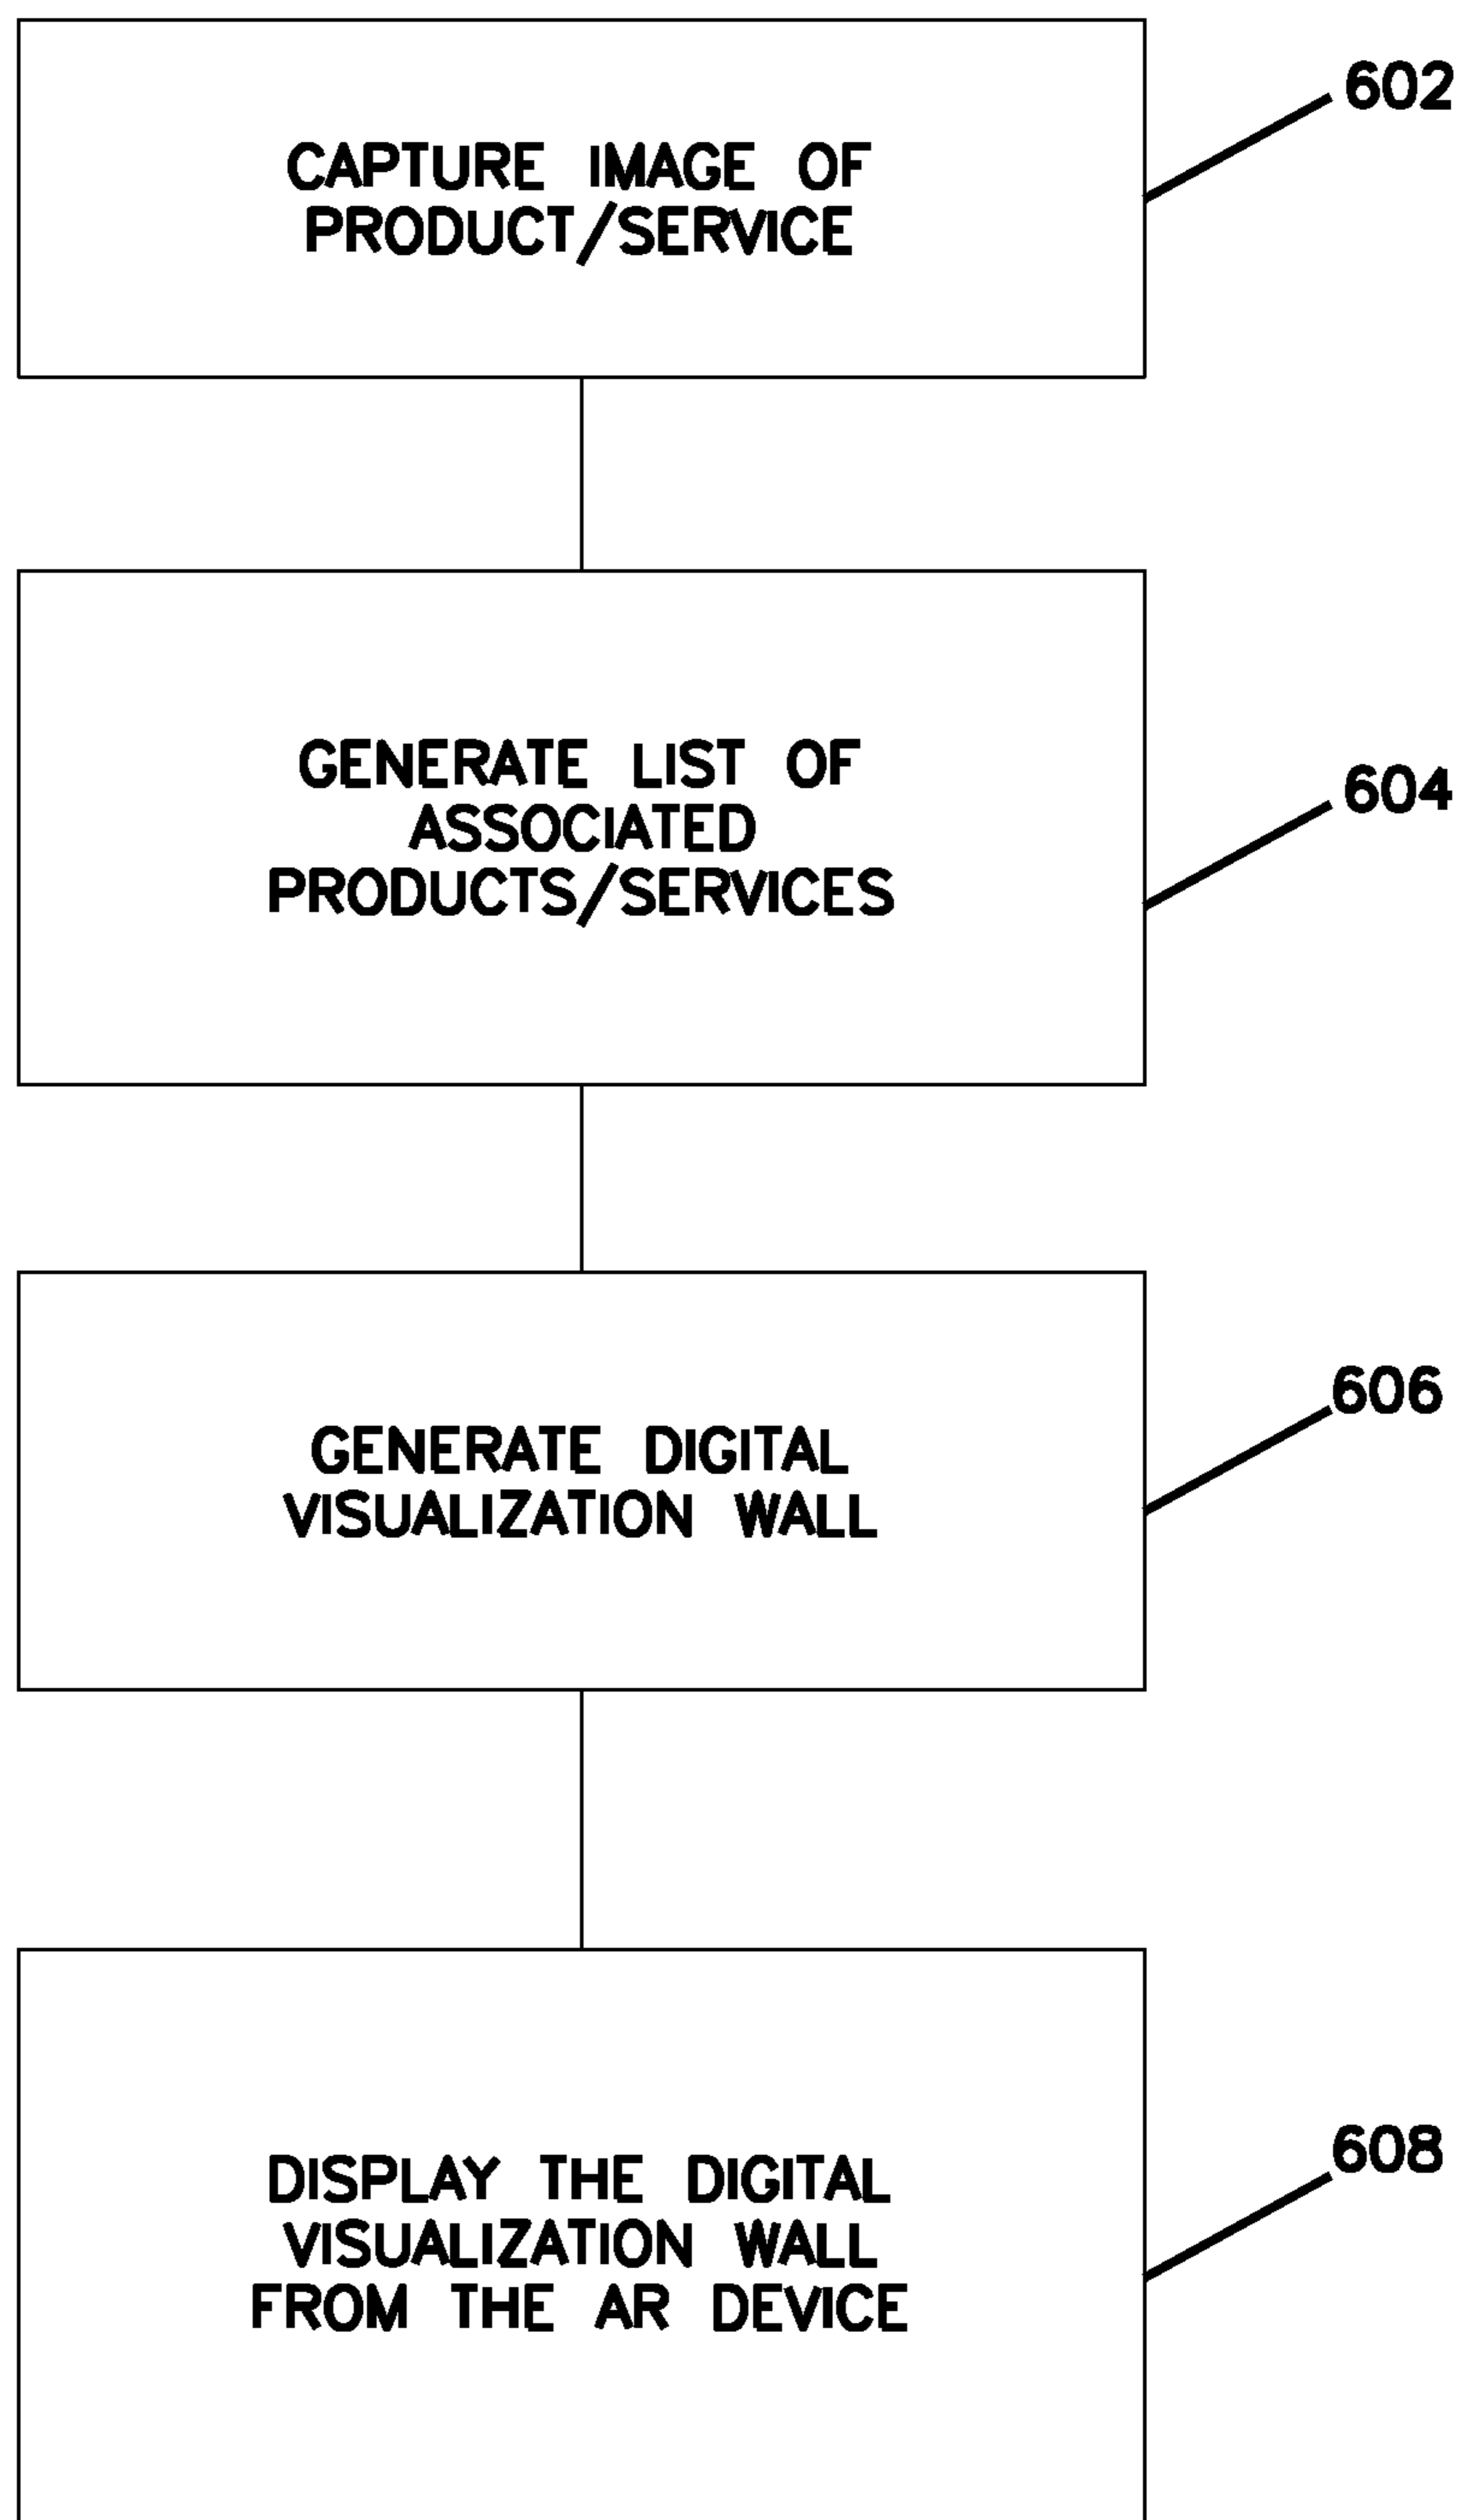 602
CAPTURE IMAGE OF
PRODUCT/SERVICE
GENERATE LIST OF
ASSOCIATED
PRODUCTS/SERVICES
604
GENERATE DIGITAL
VISUALIZATION WALL
606
DISPLAY THE DIGITAL
VISUALIZATION WALL
FROM THE AR DEVICE
608